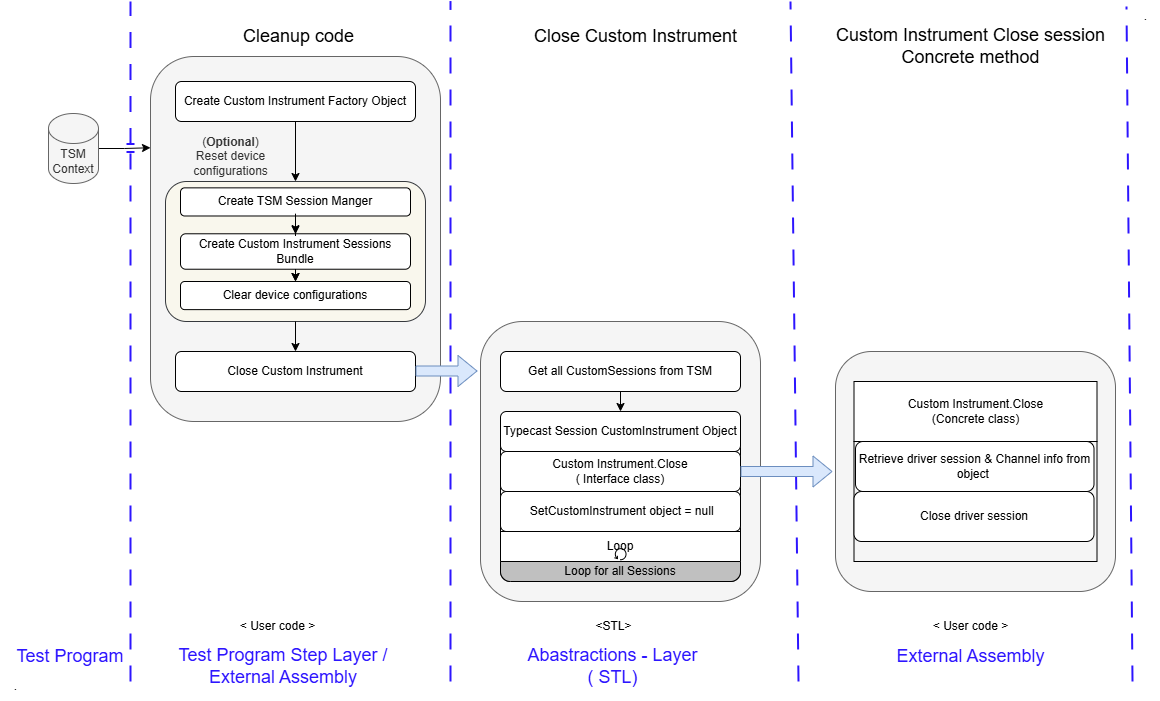 Cleanup code
Close Custom Instrument
Custom Instrument Close session
Concrete method
Create Custom Instrument Factory Object
TSM
Context
(Optional)
Reset device
configurations
Create TSM Session Manger
Create Custom Instrument Sessions
Bundle
Clear device configurations
Close Custom Instrument
Get all CustomSessions from TSM
Typecast Session CustomInstrument Object
Custom Instrument.Close
( Interface class)
SetCustomInstrument object = null
Loop
Loop for all Sessions
Custom Instrument.Close
(Concrete class)
Retrieve driver session & Channel info from
object
Close driver session
< User code >
<STL>
< User code >
Test Program
Test Program Step Layer /
External Assembly
Abastractions - Layer
( STL)
External Assembly